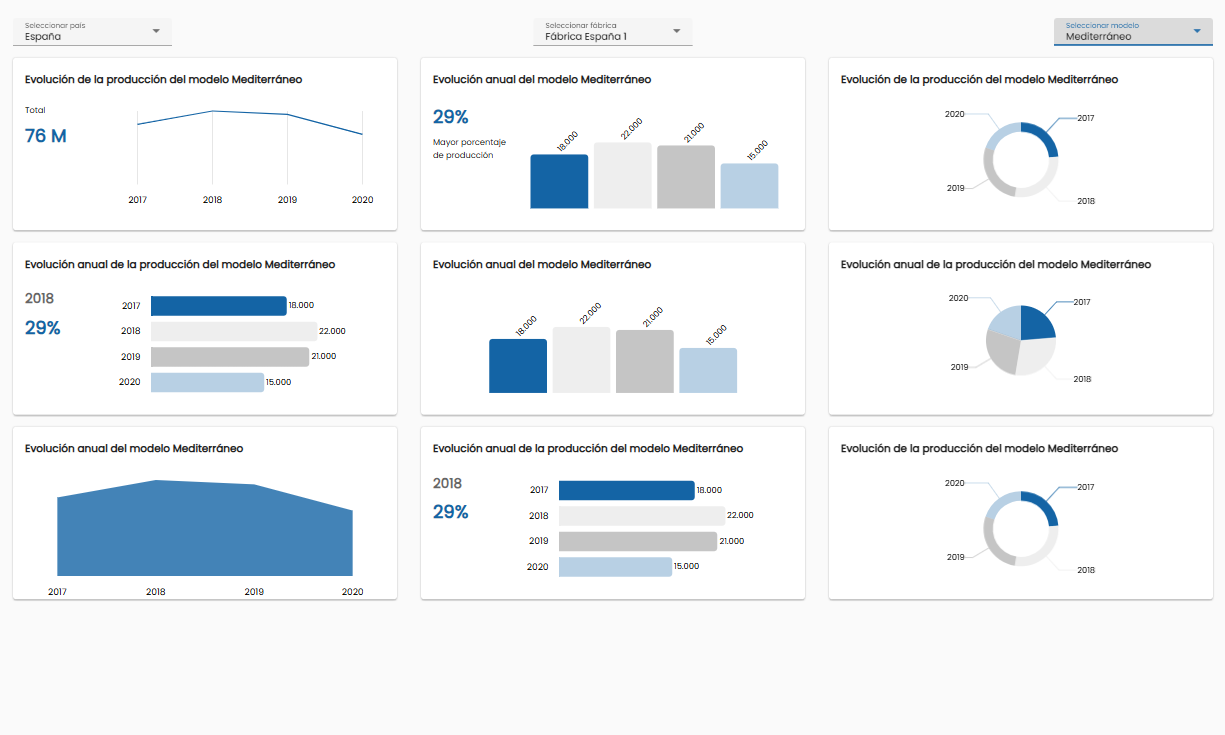 Seleccionar país
España
Seleccionar fábrica
Fábrica España 1
Seleccionar modelo
Mediterráneo
Evolución de la producción del modelo Mediterráneo
Total
76 M
2017 2018 2019 2020
Evolución anual del modelo Mediterráneo
29%
Mayor porcentaje
de producción
18.000 22.000 21.000 15.000
Evolución de la producción del modelo Mediterráneo
2020 2017
2019 2018
Evolución anual de la producción del modelo Mediterráneo
2018
29%
2017 18.000
2018 22.000
2019 21.000
2020 15.000
Evolución anual del modelo Mediterráneo
18.000 22.000 21.000 15.000
Evolución anual de la producción del modelo Mediterráneo
2020 2017
2019 2018
Evolución anual del modelo Mediterráneo
2017 2018 2019 2020
Evolución anual de la producción del modelo Mediterráneo
2018
29%
2017 18.000
2018 22.000
2019 21.000
2020 15.000
Evolución de la producción del modelo Mediterráneo
2020 2017
2019 2018